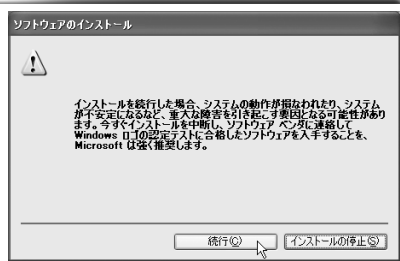 ソフトウェアのインストール
インストールを続行した場合、システムの動作が損なわれたり、システム
が不安定になるなど、重大な障害を引き起こす要因となる可能性があり
ます。今すぐインストールを中断し、ソフトウェア ベンダに連絡して
Windows ロゴの認定テストに合格したソフトウェアを入手することを、
Microsoft は強く推奨します。
続行(C)
インストールの停止(S)